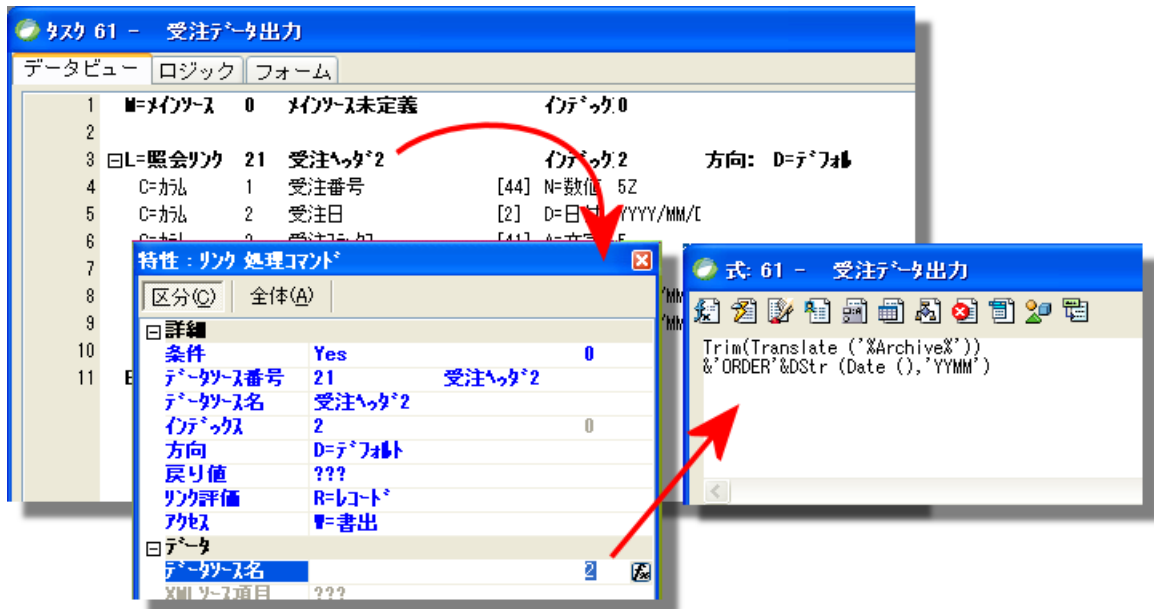 タスク 61 - 受注データ出力
データビュー ロジック フォーム
1 M=メインソース 0 メインソース未定義 インデックス:0
2
3 L=照会リンク 21 受注ヘッダ2 2 方向: D=デフォル
4 C=カラム 1 受注番号 [44] N=数値 5Z
5 C=カラム 2 受注日 [2] YYYY/MM/D
6
7
8
9
10
11 E
特性:リンク 処理コマンド
区分(C) 全体(A)
詳細
条件 Yes 0
データソース番号 21 受注ヘッダ2
データソース名 受注ヘッダ2
インデックス 2 0
方向 D=デフォルト
戻り値 ???
リンク評価 R=レコード
アクセス W=書出
データ
データソース名 2
XMLソース項目 ???
式: 61 - 受注データ出力
Trim(Translate ('%Archive%'))
&'ORDER'&DStr (Date (),'YYMM')